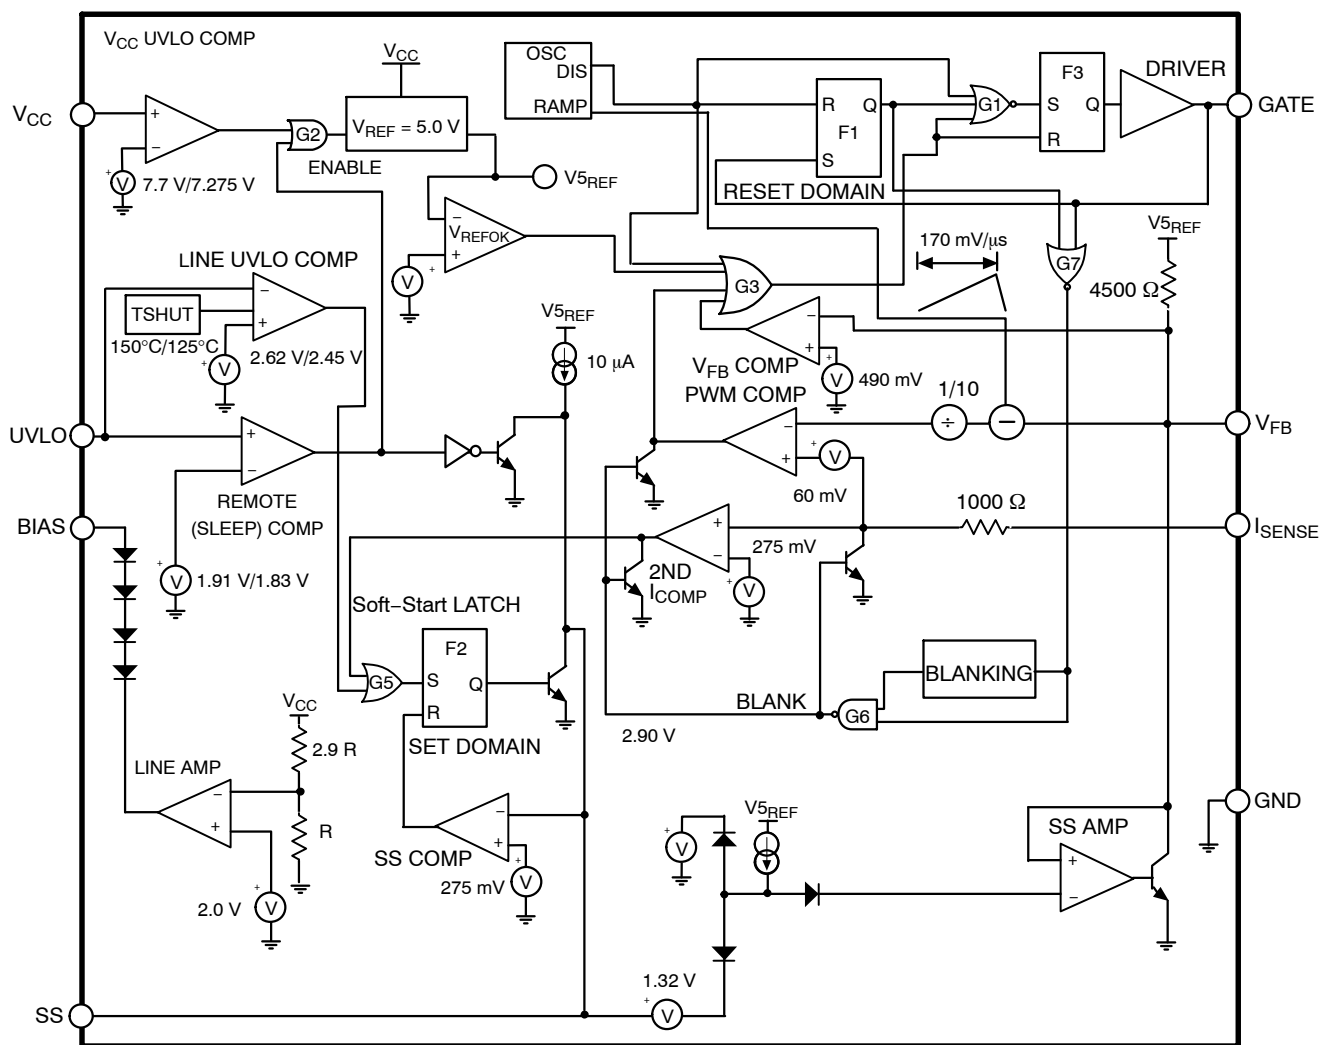 V_CC UVLO COMP
V_CC
+
−
+
V
7.7 V/7.275 V
G2
ENABLE
V_CC
V_REF = 5.0 V
V5_REF
OSC
DIS
RAMP
R
Q
F1
S
RESET DOMAIN
G1
F3
S
Q
R
DRIVER
GATE
−
V_REFOK
+
+
V
LINE UVLO COMP
−
+
TSHUT
150°C/125°C
+
V
2.62 V/2.45 V
G3
170 mV/μs
G7
V5_REF
4500 Ω
V5_REF
10 μA
−
+
V_FB COMP
+
V
490 mV
PWM COMP
−
+
+
V
60 mV
1/10
÷
−
V_FB
UVLO
+
−
REMOTE
(SLEEP) COMP
+
V
1.91 V/1.83 V
BIAS
1000 Ω
I_SENSE
+
−
275 mV
+
V
2ND
I_COMP
Soft−Start LATCH
G5
F2
S
Q
R
SET DOMAIN
BLANKING
BLANK
G6
2.90 V
V_CC
2.9 R
R
LINE AMP
−
+
+
V
2.0 V
−
+
SS COMP
+
V
275 mV
+
V
V5_REF
SS AMP
+
−
GND
1.32 V
+
V
SS